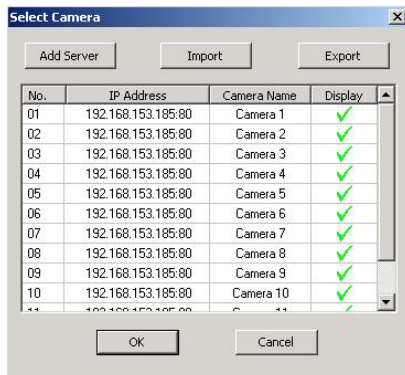 Select Camera
Add Server Import Export
No. IP Address Camera Name Display
01 192.168.153.185:80 Camera 1
02 192.168.153.185:80 Camera 2
03 192.168.153.185:80 Camera 3
04 192.168.153.185:80 Camera 4
05 192.168.153.185:80 Camera 5
06 192.168.153.185:80 Camera 6
07 192.168.153.185:80 Camera 7
08 192.168.153.185:80 Camera 8
09 192.168.153.185:80 Camera 9
10 192.168.153.185:80 Camera 10
OK Cancel